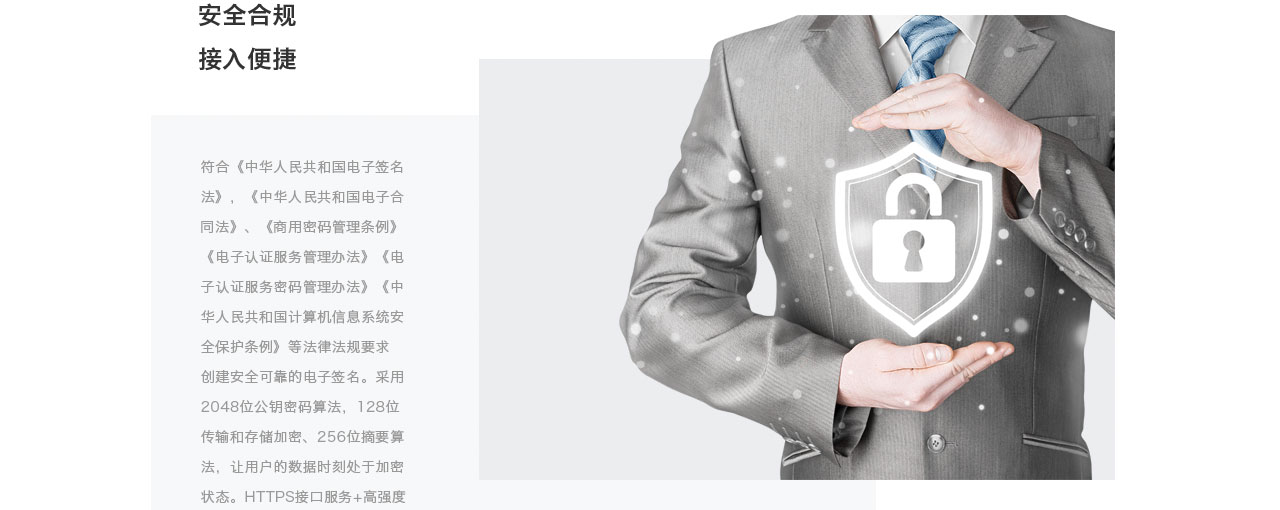 安全合规
接入便捷
符合《中华人民共和国电子签名
法》，《中华人民共和国电子合
同法》、《商用密码管理条例》
《电子认证服务管理办法》《电
子认证服务密码管理办法》《中
华人民共和国计算机信息系统安
全保护条例》等法律法规要求
创建安全可靠的电子签名。采用
2048位公钥密码算法，128位
传输和存储加密、256位摘要算
法，让用户的数据时刻处于加密
状态。HTTPS接口服务+高强度